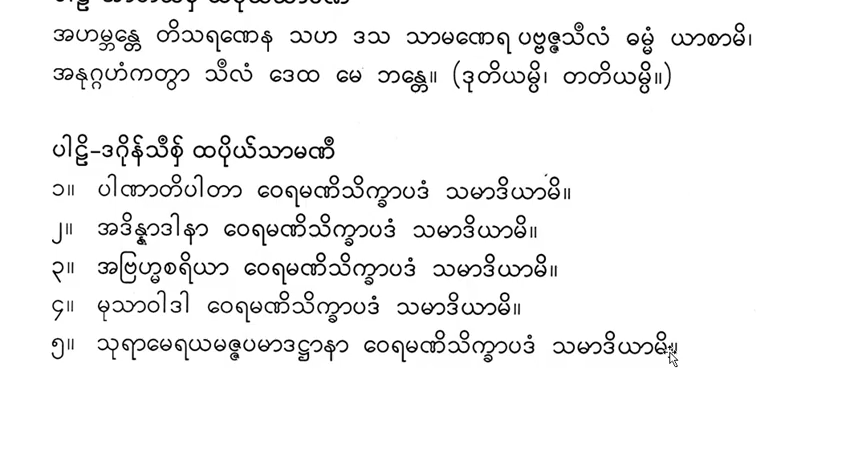 အဟမ္ဘန္တေ တိသရဏေန သဟ ဒသ သာမဏေရ ပဗ္ဗဇ္ဇသီလံ ဓမ္မံ ယာစာမိ၊
အနုဂ္ဂဟံကတွာ သီလံ ဒေထ မေ ဘန္တေ။ (ဒုတိယမ္ပိ၊ တတိယမ္ပိ။)
ပါဠိ-ဒဂိုန်သီစှ် ထပိုယ်သာမဏီ
၁။ ပါဏာတိပါတာ ဝေရမဏိသိက္ခာပဒံ သမာဒိယာမိ။
၂။ အဒိန္နာဒါနာ ဝေရမဏိသိက္ခာပဒံ သမာဒိယာမိ။
၃။ အဗြဟ္မစရိယာ ဝေရမဏိသိက္ခာပဒံ သမာဒိယာမိ။
၄။ မုသာဝါဒါ ဝေရမဏိသိက္ခာပဒံ သမာဒိယာမိ။
၅။ သုရာမေရယမဇ္ဇပမာဒဋ္ဌာနာ ဝေရမဏိသိက္ခာပဒံ သမာဒိယာမိ။